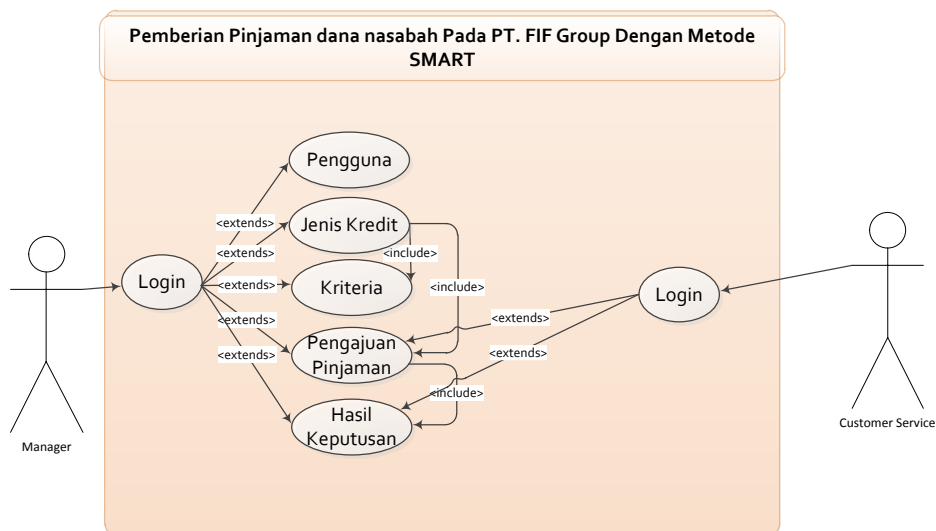 Pemberian Pinjaman dana nasabah Pada PT. FIF Group Dengan Metode
SMART
Pengguna
<extends>
Jenis Kredit
<extends>
<include>
Login
<extends>
Kriteria
<include>
Login
<extends>
<extends>
Pengajuan
Pinjaman
<extends>
<extends>
<include>
Hasil
Keputusan
Manager
Customer Service